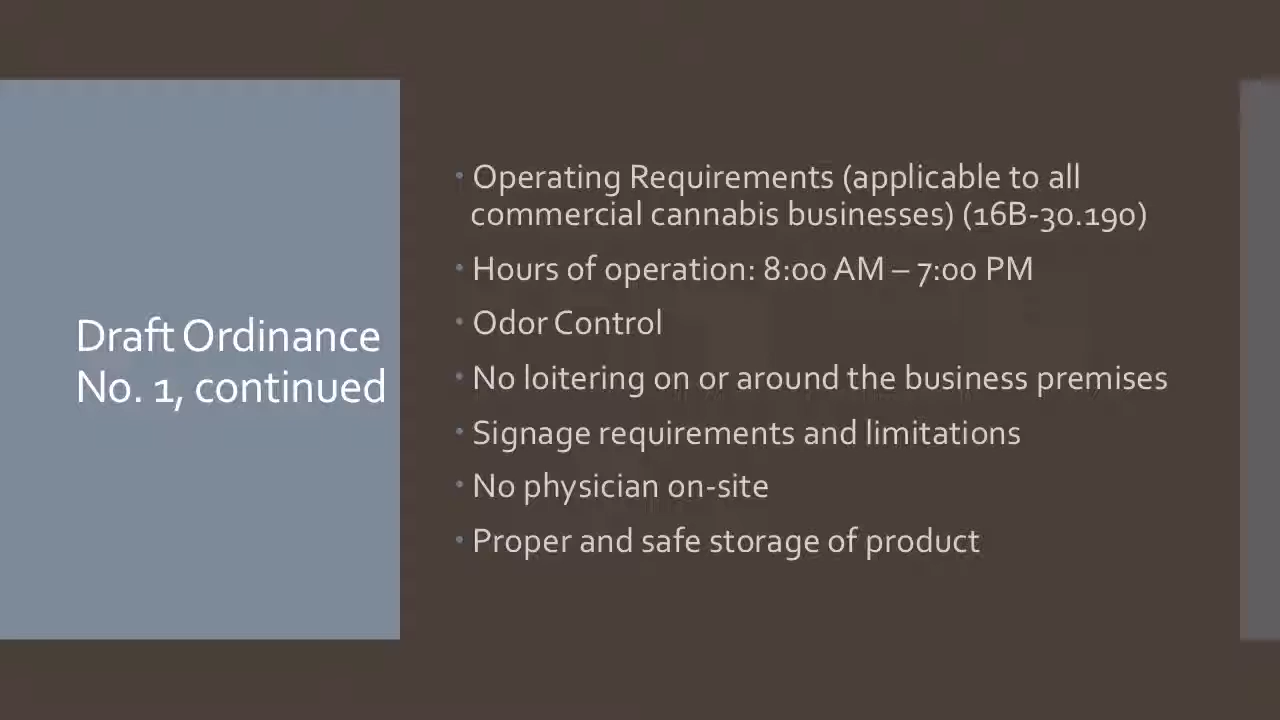 Draft Ordinance
No. 1, continued
• Operating Requirements (applicable to all
commercial cannabis businesses) (16B-30.190)
• Hours of operation: 8:00 AM – 7:00 PM
• Odor Control
• No loitering on or around the business premises
• Signage requirements and limitations
• No physician on-site
• Proper and safe storage of product